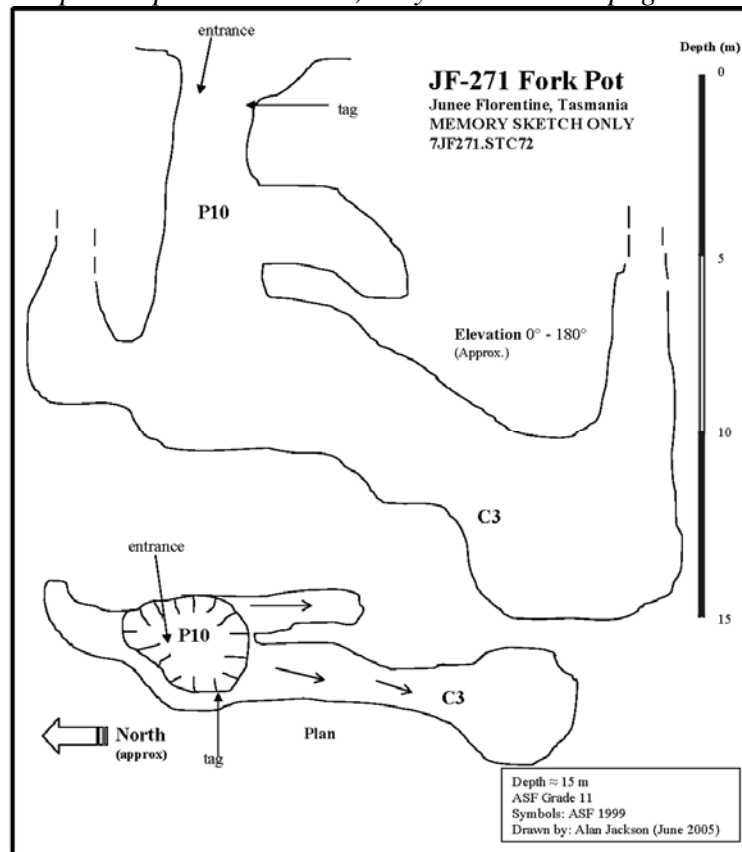 entrance
Depth (m)
0
JF-271 Fork Pot
Junee Florentine, Tasmania
MEMORY SKETCH ONLY
7JF271.STC72
tag
P10
5
Elevation 0° - 180°
(Approx.)
10
C3
entrance
15
P10
C3
North
(approx)
Plan
tag
Depth ≈ 15 m
ASF Grade 11
Symbols: ASF 1999
Drawn by: Alan Jackson (June 2005)